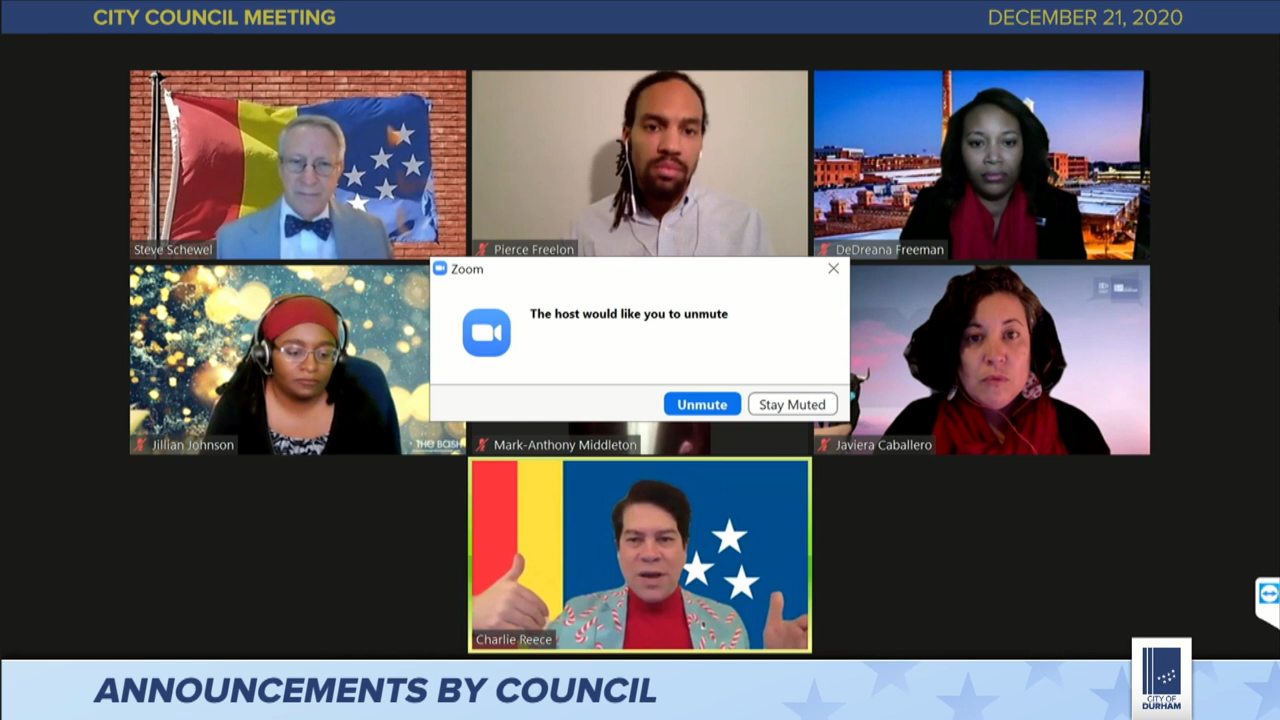 CITY COUNCIL MEETING
DECEMBER 21, 2020
Steve Schewel
Pierce Freelon
DeDreana Freeman
Zoom
The host would like you to unmute
Unmute
Stay Muted
Jillian Johnson
THE BASH
Mark-Anthony Middleton
Javiera Caballero
Charlie Reece
ANNOUNCEMENTS BY COUNCIL
CITY OF
DURHAM